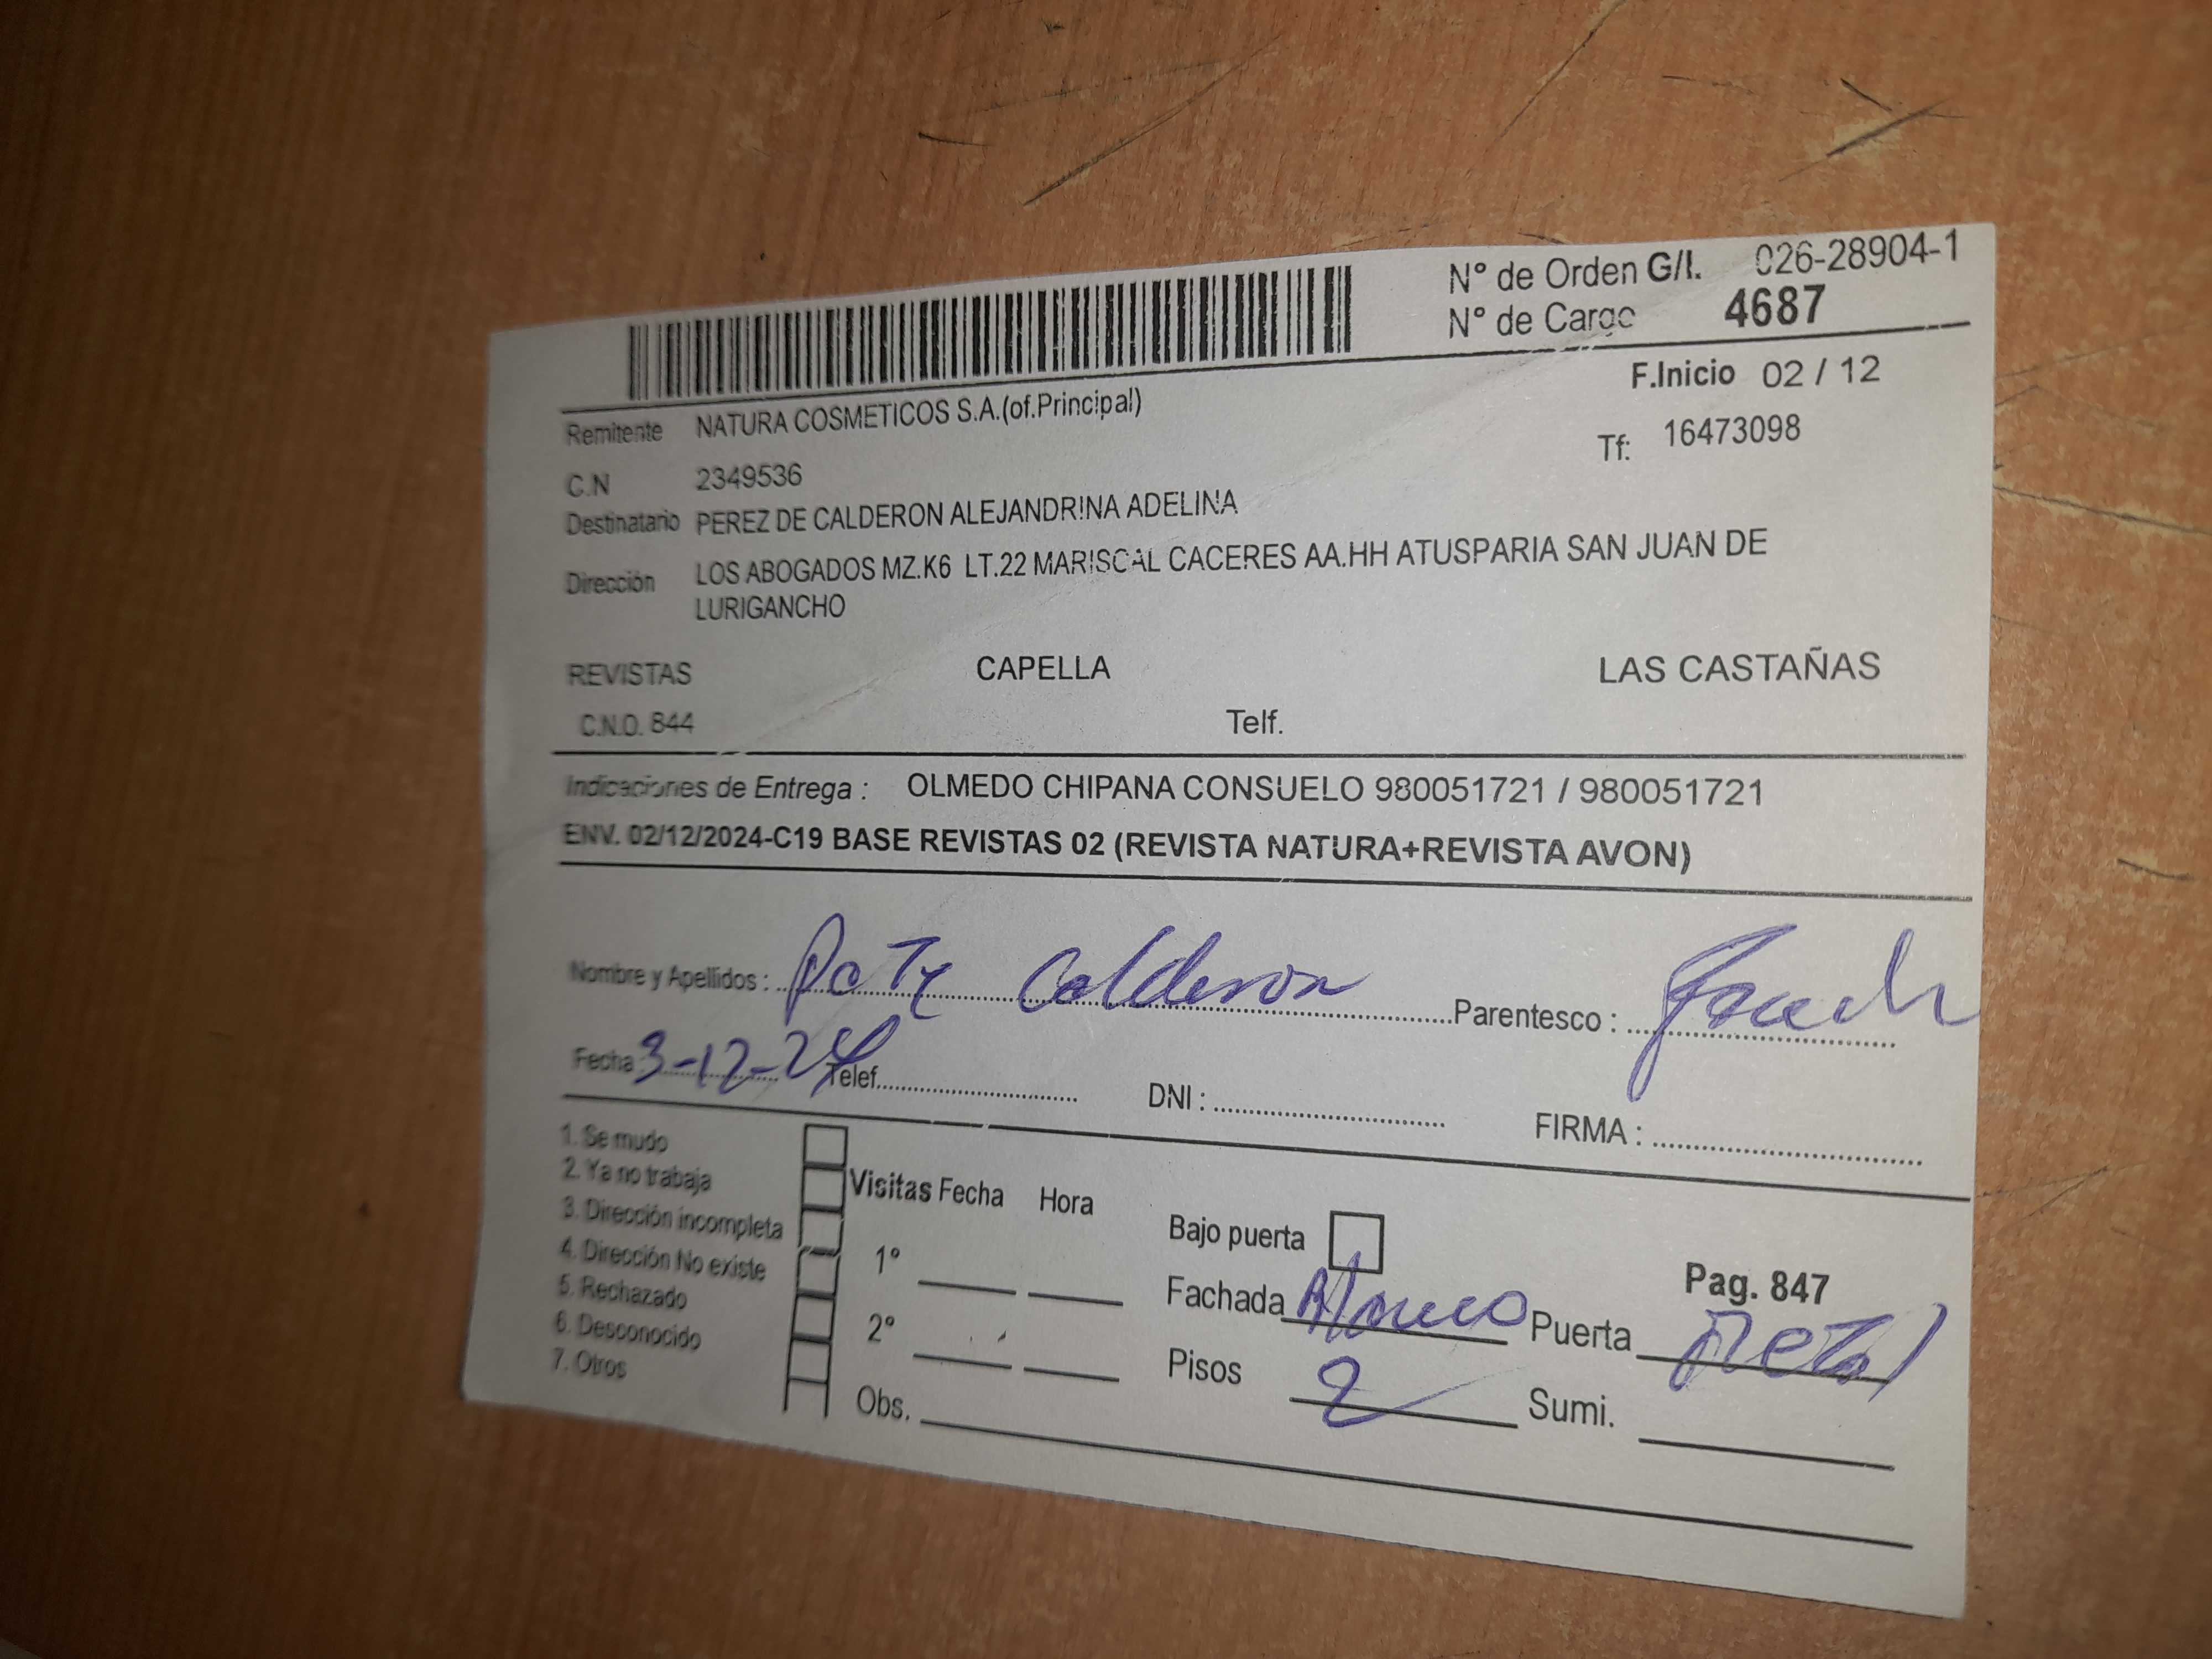 N° de Orden G/I. 026-28904-1
N° de Cargo 4687
F.Inicio 02 / 12
Remitente NATURA COSMETICOS S.A.(of.Principal)
Tf: 16473098
C.N 2349536
Destinatario PEREZ DE CALDERON ALEJANDRINA ADELINA
Dirección LOS ABOGADOS MZ.K6 LT.22 MARISCAL CACERES AA.HH ATUSPARIA SAN JUAN DE
LURIGANCHO
REVISTAS CAPELLA LAS CASTAÑAS
C.N.O. 844 Telf.
Indicaciones de Entrega : OLMEDO CHIPANA CONSUELO 980051721 / 980051721
ENV. 02/12/2024-C19 BASE REVISTAS 02 (REVISTA NATURA+REVISTA AVON)
Nombre y Apellidos : Calderon Parentesco :
Fecha : 3-12-24 Telef. DNI : FIRMA :
1. Se mudo
2. Ya no trabaja
3. Dirección incompleta
4. Dirección No existe
5. Rechazado
6. Desconocido
7. Otros
Visitas Fecha Hora
1°
2°
Obs.
Bajo puerta
Pag. 847
Fachada Blanco Puerta Metal
Pisos 2 Sumi.